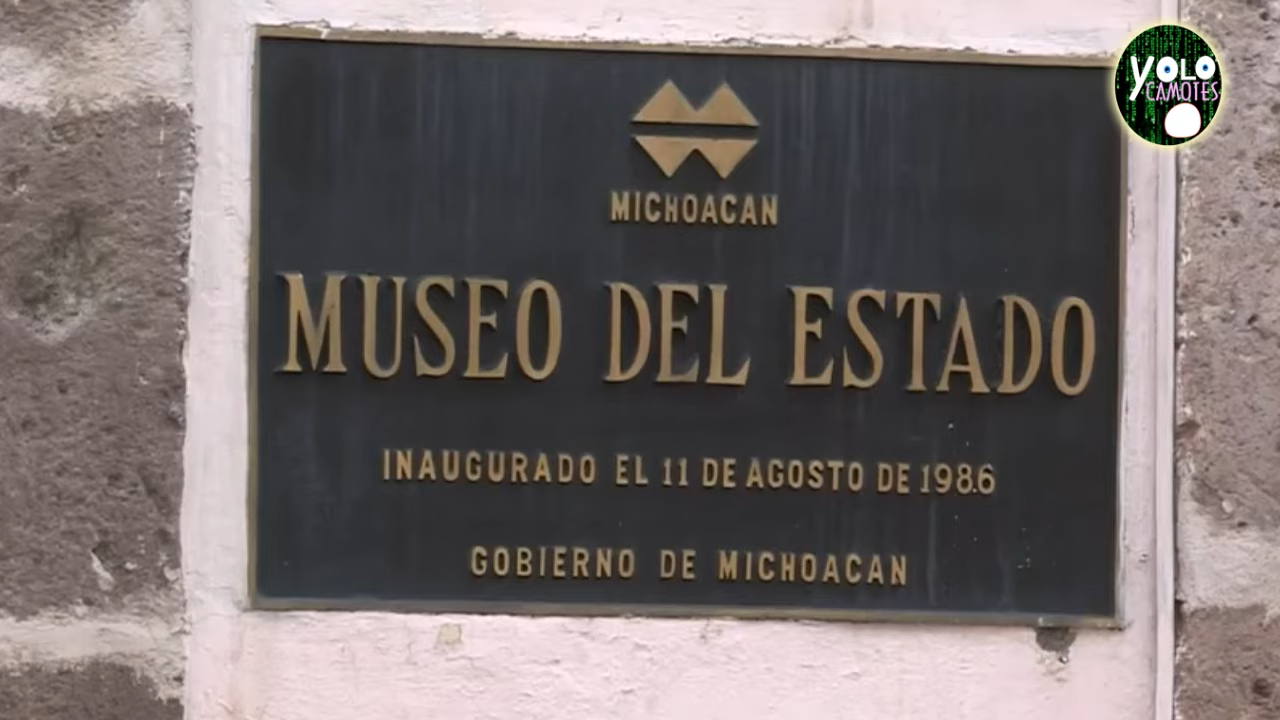 YOLO
CAMOTES
MICHOACAN
MUSEO DEL ESTADO
INAUGURADO EL 11 DE AGOSTO DE 1986
GOBIERNO DE MICHOACAN